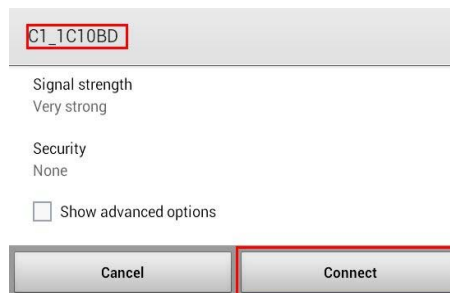 C1_1C10BD
Signal strength
Very strong
Security
None
Show advanced options
Cancel
Connect